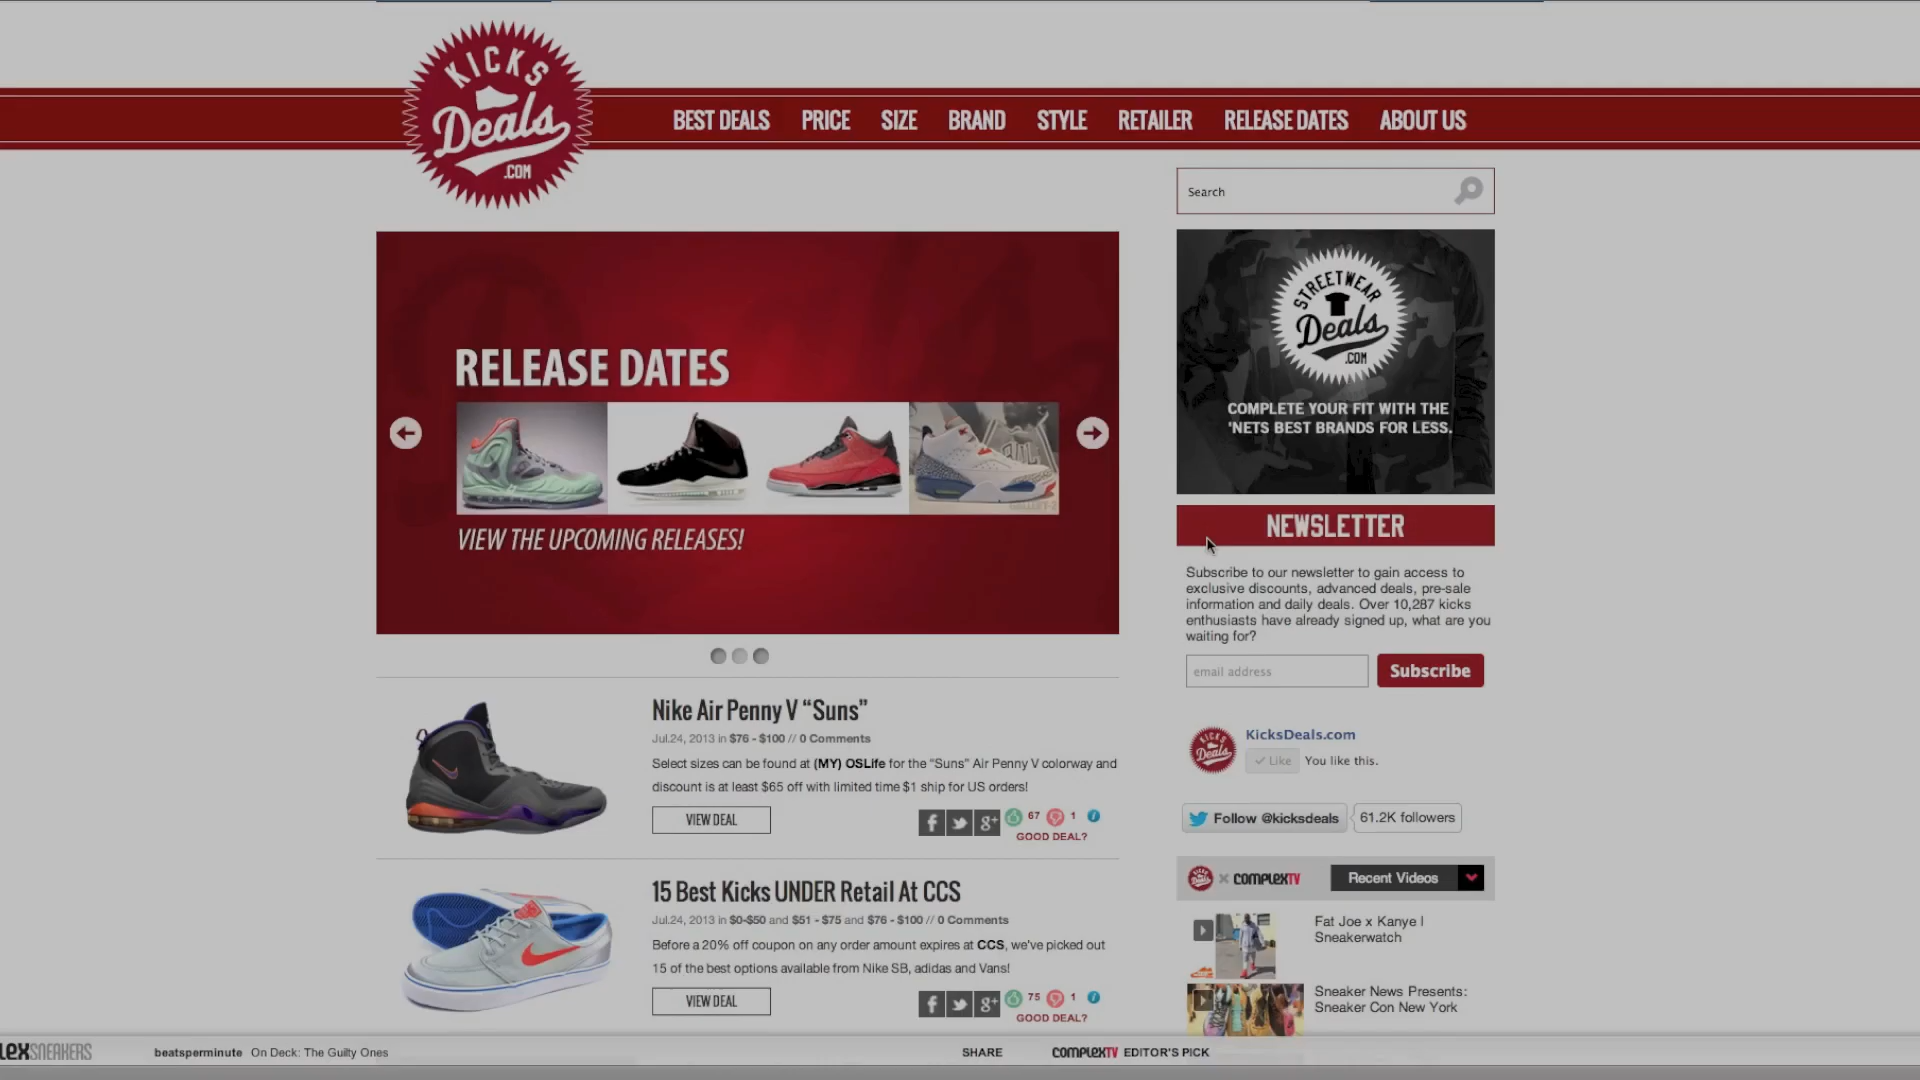 KICKS
Deals
.COM
BEST DEALS PRICE SIZE BRAND STYLE RETAILER RELEASE DATES ABOUT US
Search
RELEASE DATES
VIEW THE UPCOMING RELEASES!
STREETWEAR
Deals
.COM
COMPLETE YOUR FIT WITH THE
'NETS BEST BRANDS FOR LESS.
NEWSLETTER
Subscribe to our newsletter to gain access to
exclusive discounts, advanced deals, pre-sale
information and daily deals. Over 10,287 kicks
enthusiasts have already signed up, what are you
waiting for?
email address Subscribe
Nike Air Penny V “Suns”
Jul.24, 2013 in $76 - $100 // 0 Comments
Select sizes can be found at (MY) OSLife for the “Suns” Air Penny V colorway and
discount is at least $65 off with limited time $1 ship for US orders!
VIEW DEAL
67 1
GOOD DEAL?
KICKS
Deals
KicksDeals.com
Like You like this.
Follow @kicksdeals 61.2K followers
15 Best Kicks UNDER Retail At CCS
Jul.24, 2013 in $0-$50 and $51 - $75 and $76 - $100 // 0 Comments
Before a 20% off coupon on any order amount expires at CCS, we've picked out
15 of the best options available from Nike SB, adidas and Vans!
VIEW DEAL
75 1
GOOD DEAL?
Deals x COMPLEXTV Recent Videos
Fat Joe x Kanye |
Sneakerwatch
Sneaker News Presents:
Sneaker Con New York
LEXSNEAKERS beatsperminute On Deck: The Guilty Ones SHARE COMPLEXTV EDITOR'S PICK